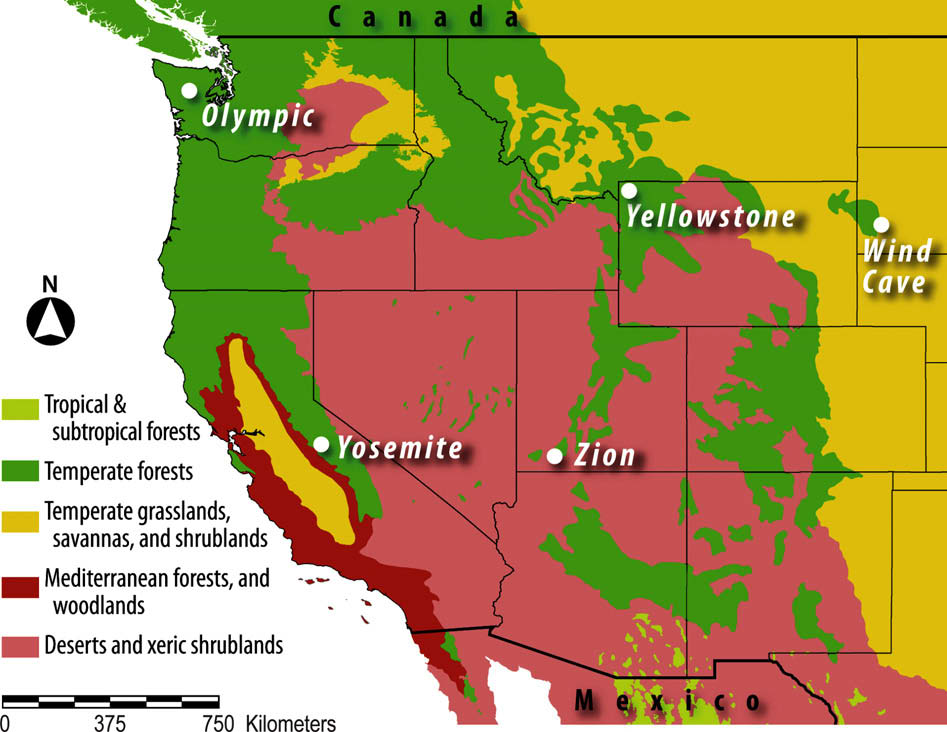 Canada
Olympic
Yellowstone
Wind
Cave
N
Tropical &
subtropical forests
Yosemite
Zion
Temperate forests
Temperate grasslands,
savannas, and shrublands
Mediterranean forests, and
woodlands
Deserts and xeric shrublands
Mexico
0 375 750 Kilometers